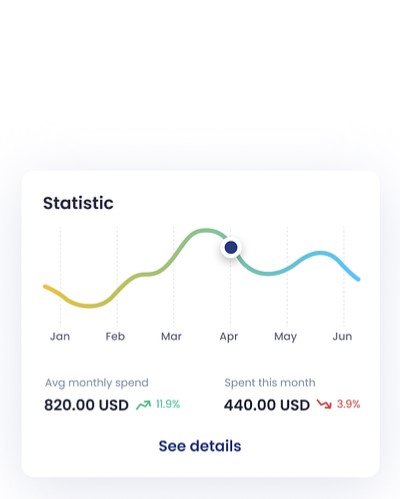 Statistic
Jan Feb Mar Apr May Jun
Avg monthly spend Spent this month
820.00 USD 11.9% 440.00 USD 3.9%
See details